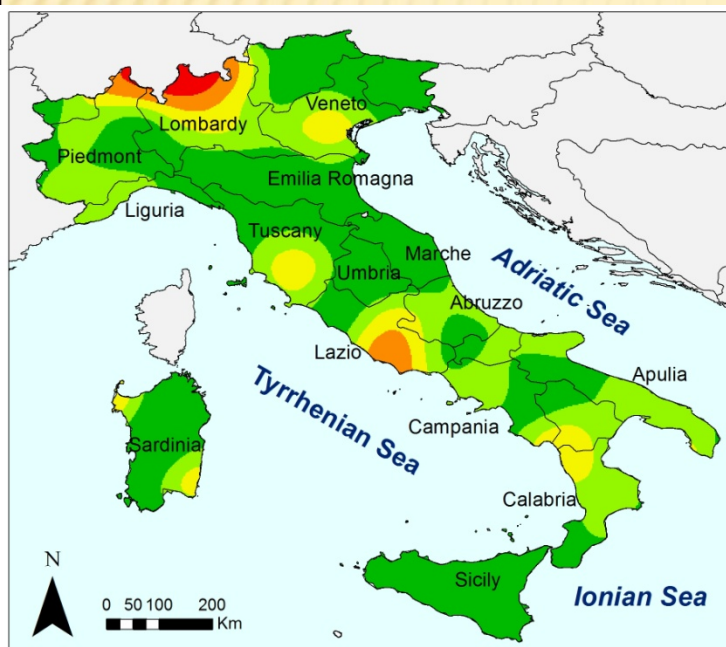 Veneto
Lombardy
Piedmont
Emilia Romagna
Liguria
Tuscany
Marche
Umbria
Adriatic Sea
Abruzzo
Lazio
Apulia
Tyrrhenian Sea
Campania
Sardinia
Calabria
N
Sicily
Ionian Sea
0 50 100 200
Km